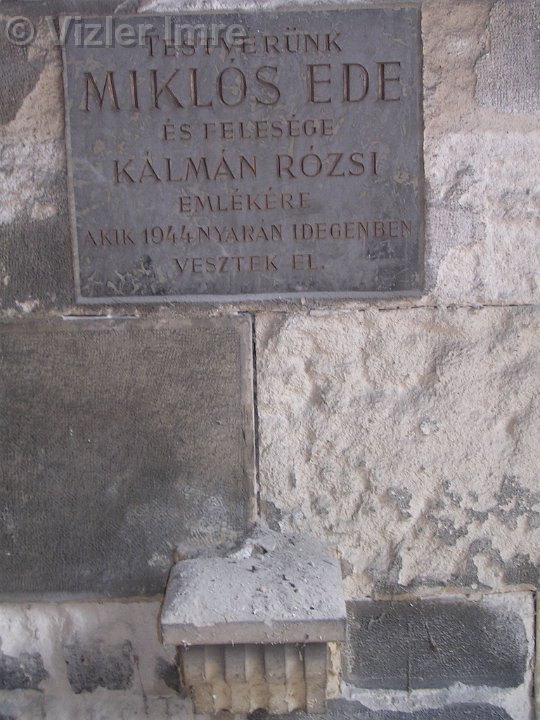 © Vizler Imre
TESTVÉRÜNK
MIKLÓS EDE
ÉS FELESÉGE
KÁLMÁN RÓZSI
EMLÉKÉRE
AKIK 1944 NYARÁN IDEGENBEN
VESZTEK EL.